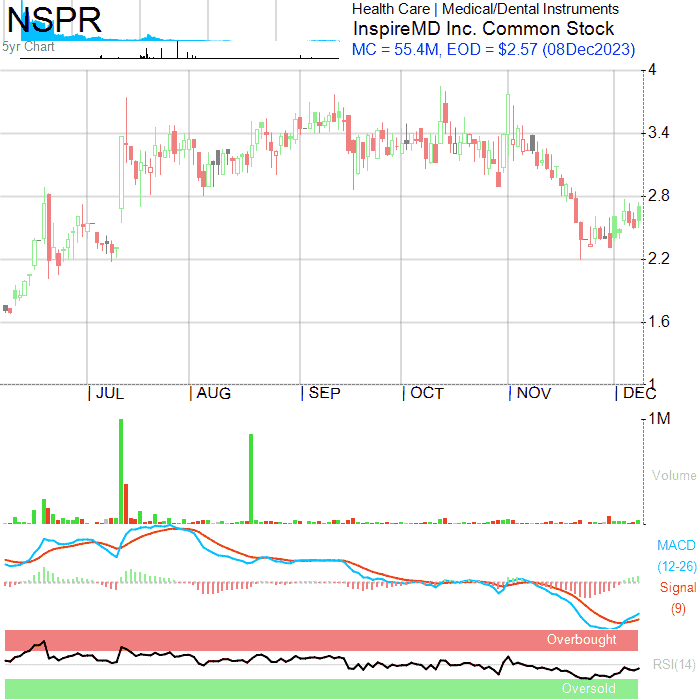 NSPR
5yr Chart
Health Care | Medical/Dental Instruments
InspireMD Inc. Common Stock
MC = 55.4M, EOD = $2.57 (08Dec2023)
4
3.4
2.8
2.2
1.6
1
JUL AUG SEP OCT NOV DEC
1M
Volume
MACD
(12-26)
Signal
(9)
Overbought
RSI(14)
Oversold